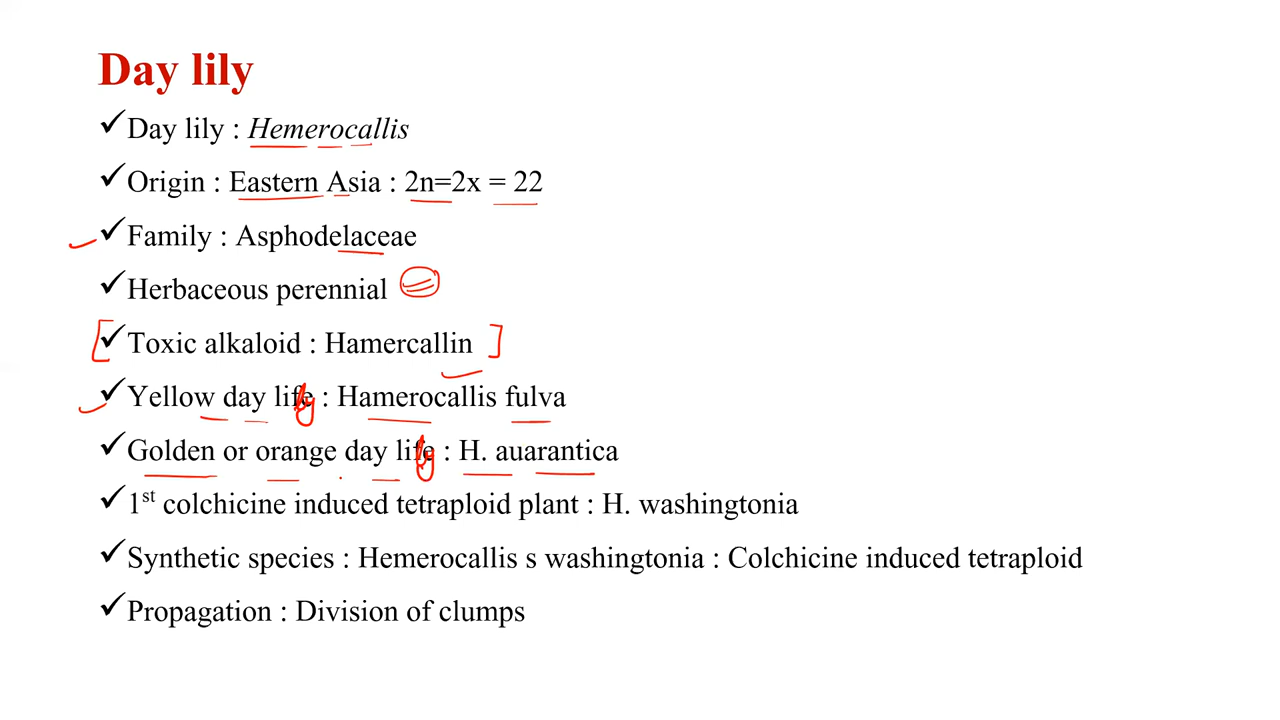 Day lily
✓Day lily : Hemerocallis
✓Origin : Eastern Asia : 2n=2x = 22
✓Family : Asphodelaceae
✓Herbaceous perennial
✓Toxic alkaloid : Hamercallin
✓Yellow day lily : Hamerocallis fulva
✓Golden or orange day lily : H. auarantica
✓1st colchicine induced tetraploid plant : H. washingtonia
✓Synthetic species : Hemerocallis s washingtonia : Colchicine induced tetraploid
✓Propagation : Division of clumps